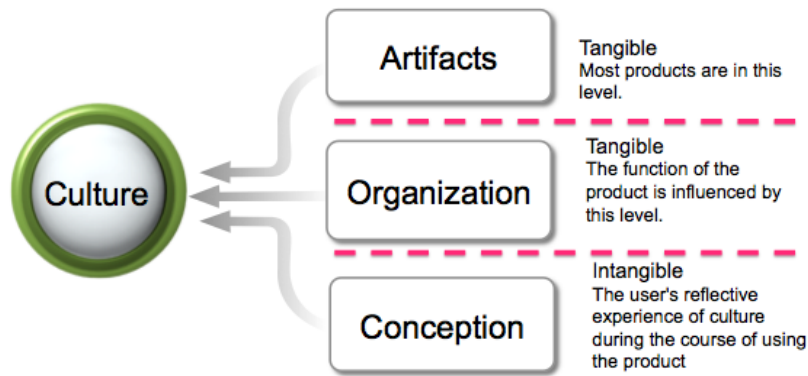 Culture
Artifacts
Tangible
Most products are in this
level.
Organization
Tangible
The function of the
product is influenced by
this level.
Conception
Intangible
The user's reflective
experience of culture
during the course of using
the product